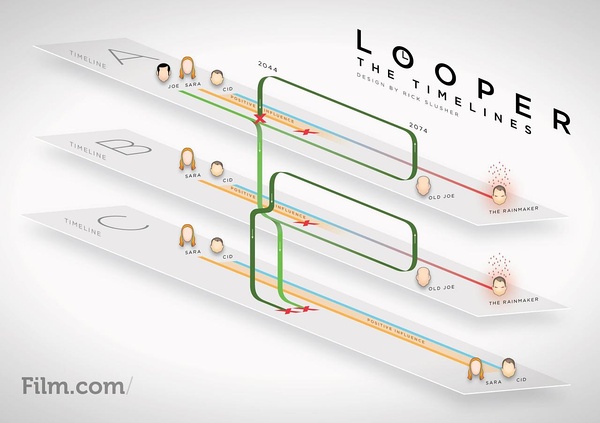 LOOPER
THE TIMELINES
DESIGN BY RICK SLUSHER
TIMELINE A
JOE
SARA
CID
POSITIVE INFLUENCE
2044
2074
OLD JOE
THE RAINMAKER
TIMELINE B
SARA
CID
POSITIVE INFLUENCE
OLD JOE
THE RAINMAKER
TIMELINE C
SARA
CID
POSITIVE INFLUENCE
SARA
CID
Film.com/